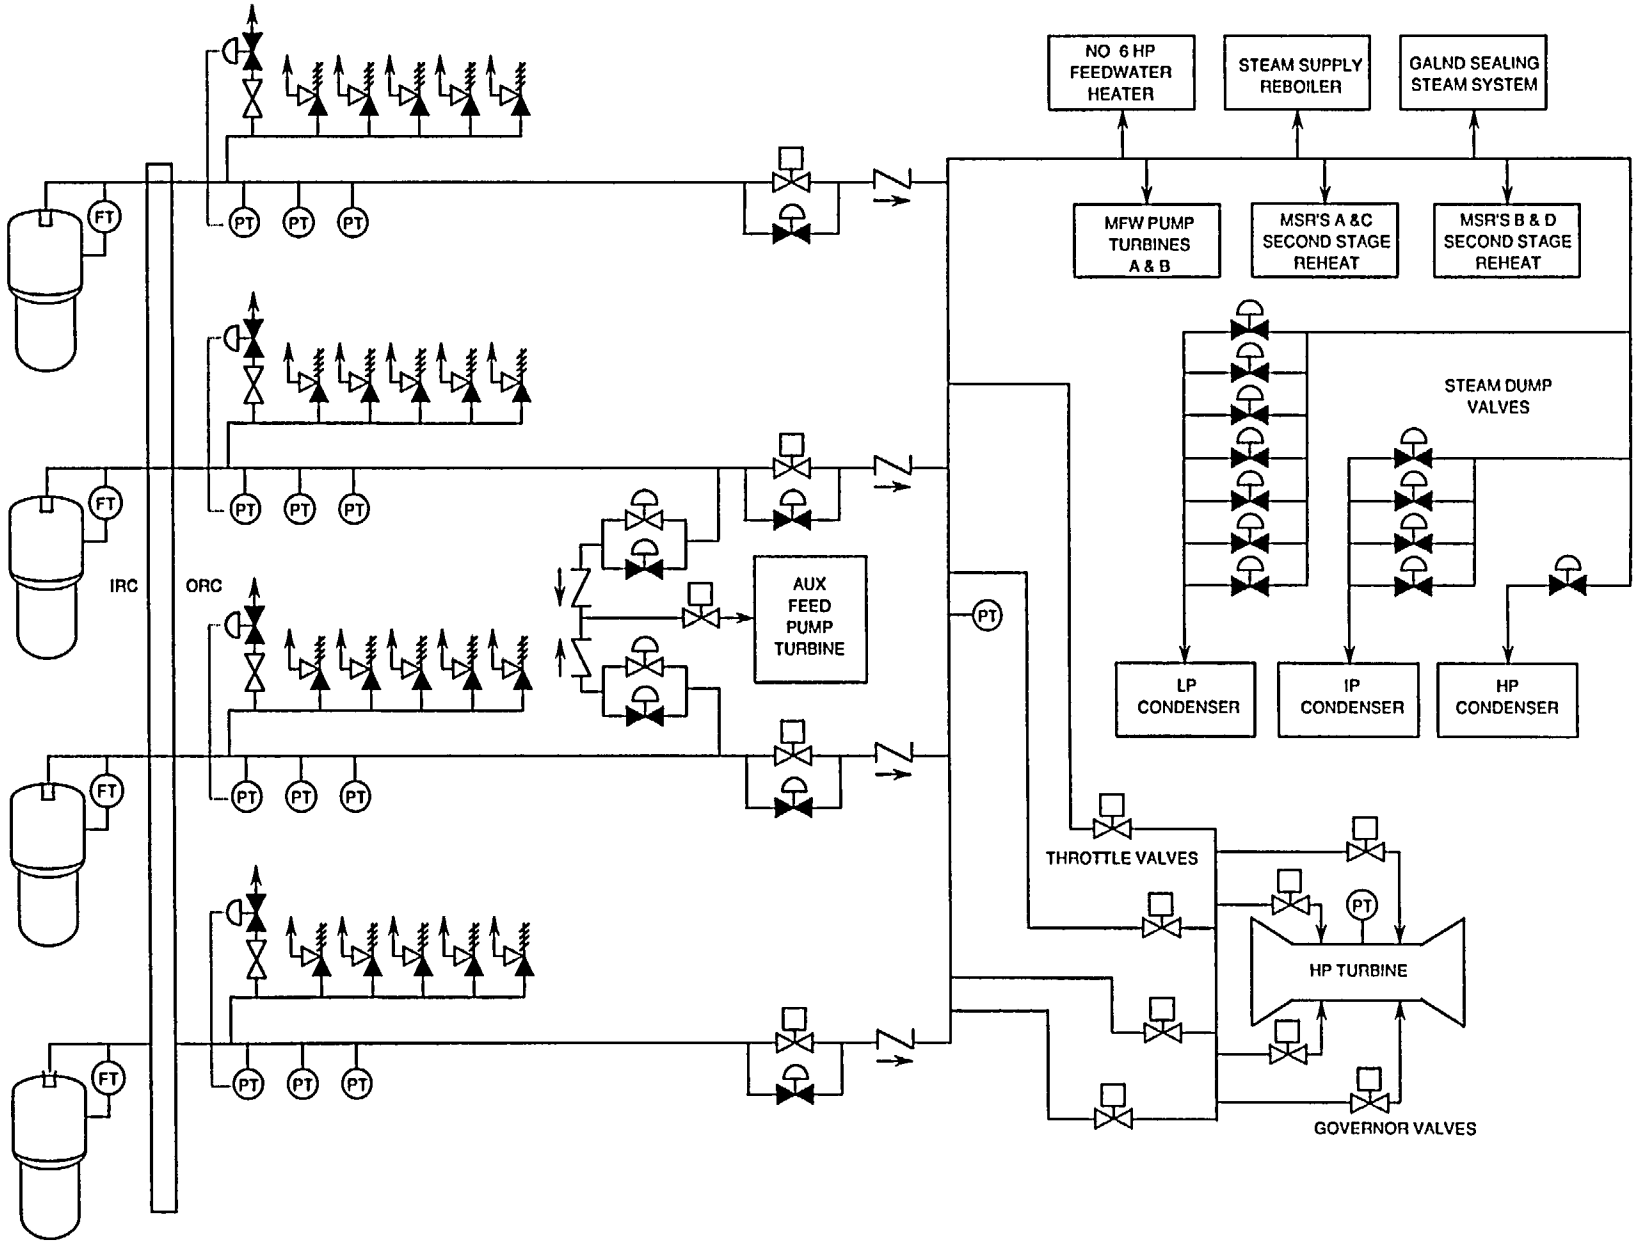 NO 6 HP
FEEDWATER
HEATER
STEAM SUPPLY
REBOILER
GALND SEALING
STEAM SYSTEM
FT
PT
PT
PT
MFW PUMP
TURBINES
A & B
MSR'S A & C
SECOND STAGE
REHEAT
MSR'S B & D
SECOND STAGE
REHEAT
STEAM DUMP
VALVES
FT
PT
PT
PT
IRC
ORC
AUX
FEED
PUMP
TURBINE
PT
LP
CONDENSER
IP
CONDENSER
HP
CONDENSER
FT
PT
PT
PT
THROTTLE VALVES
PT
HP TURBINE
FT
PT
PT
PT
GOVERNOR VALVES